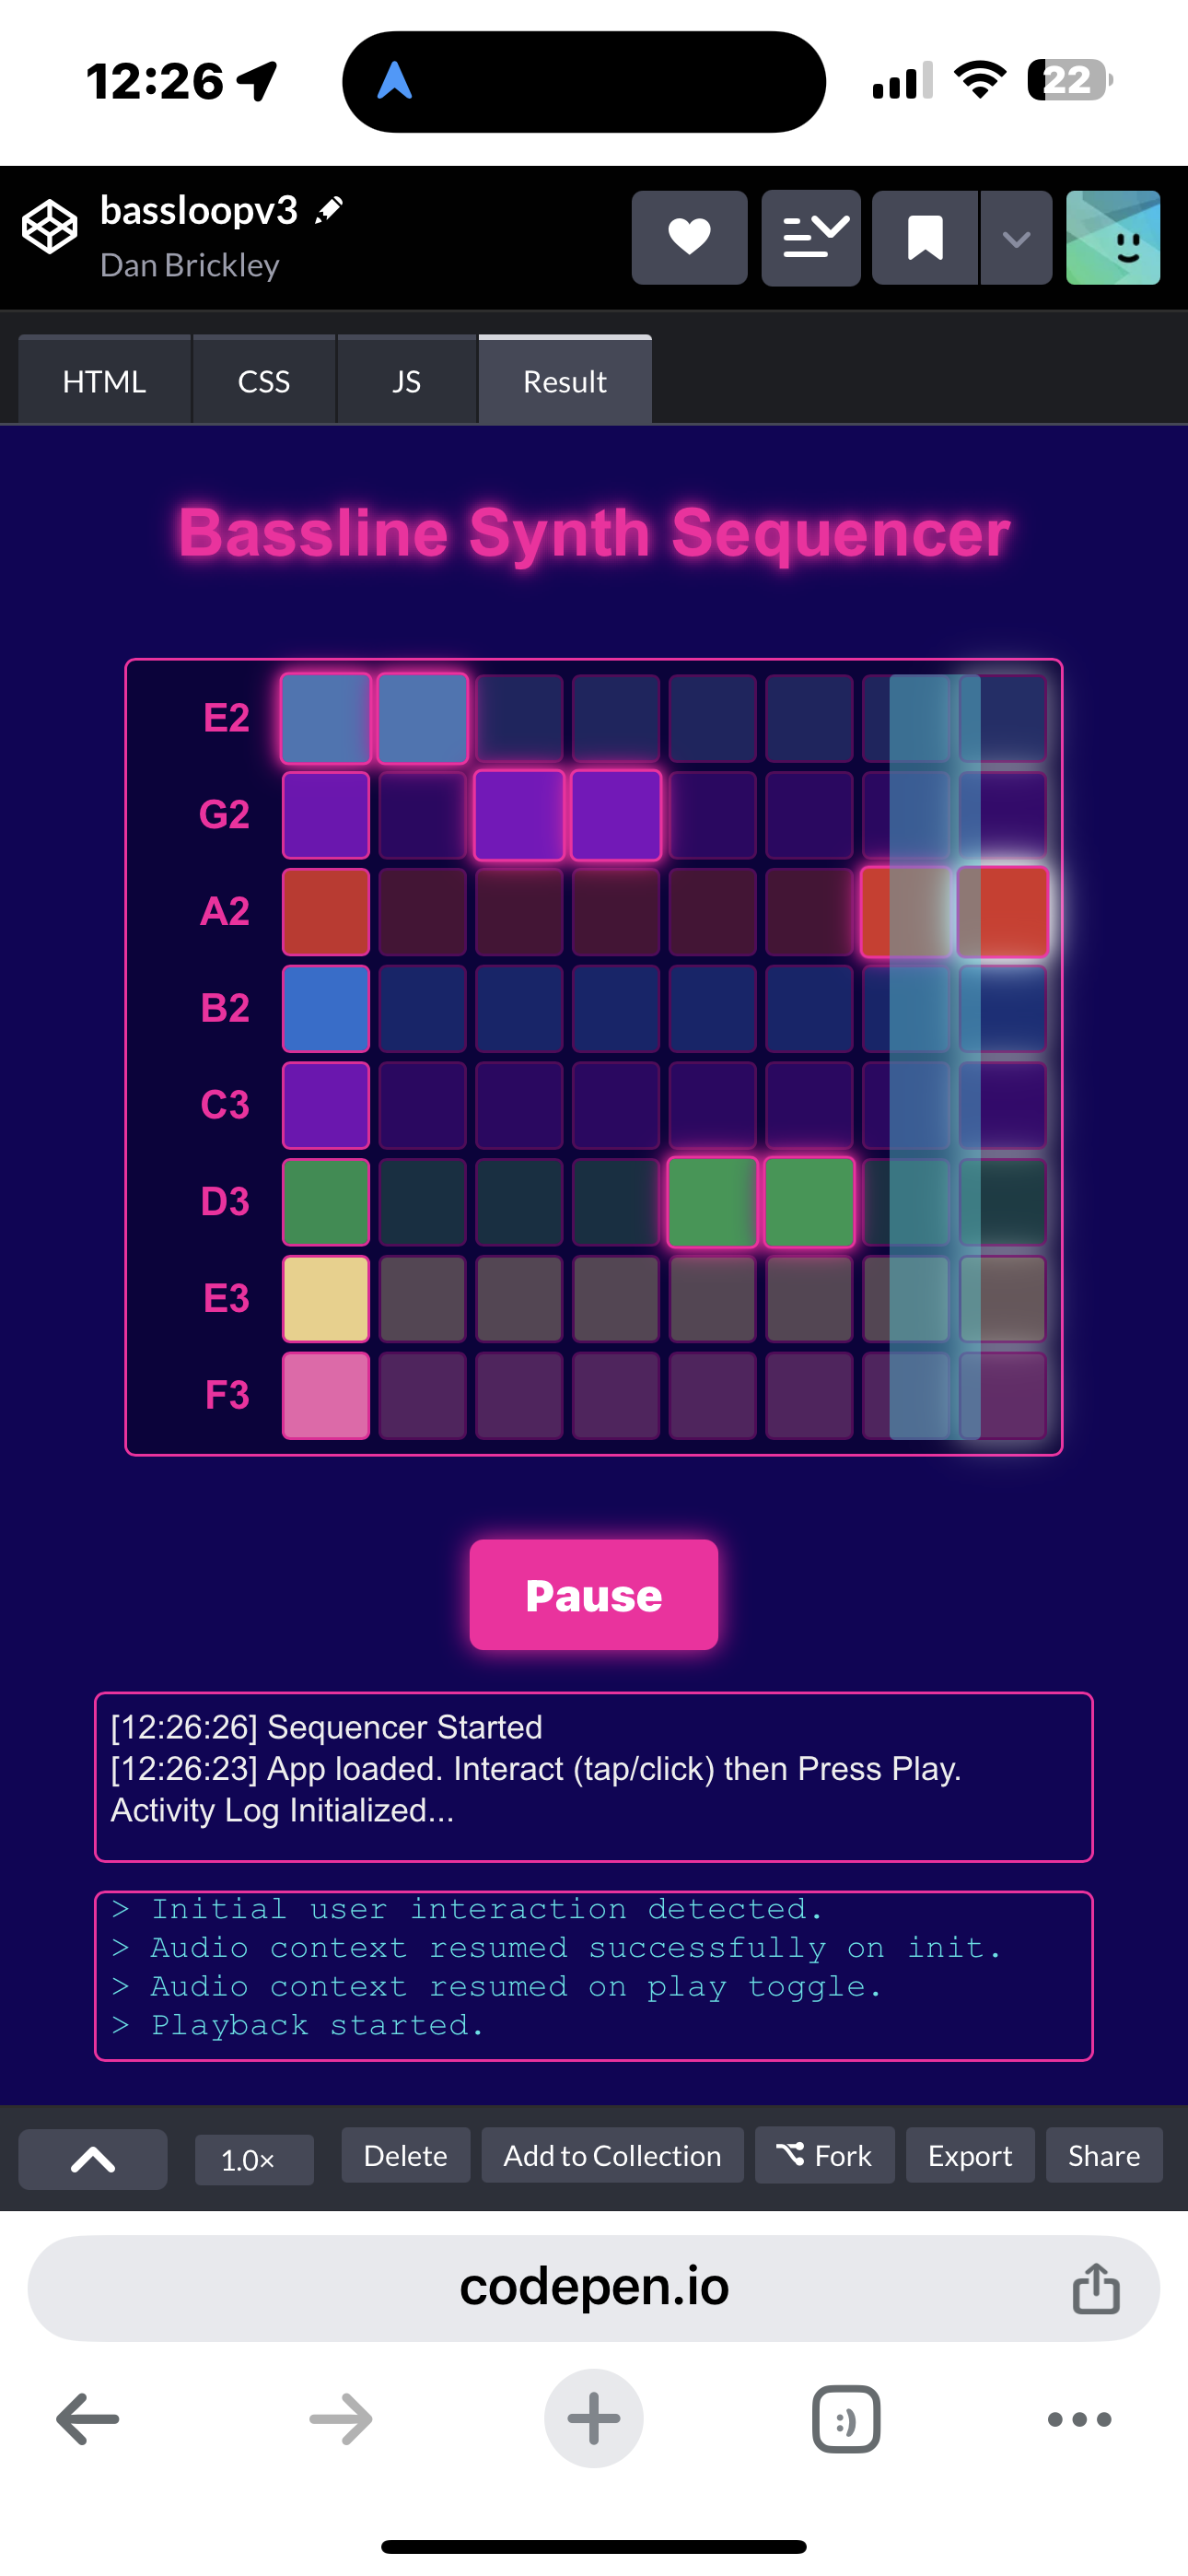 12:26
22
bassloopv3
Dan Brickley
HTML CSS JS Result
Bassline Synth Sequencer
E2
G2
A2
B2
C3
D3
E3
F3
Pause
[12:26:26] Sequencer Started
[12:26:23] App loaded. Interact (tap/click) then Press Play.
Activity Log Initialized...
> Initial user interaction detected.
> Audio context resumed successfully on init.
> Audio context resumed on play toggle.
> Playback started.
1.0× Delete Add to Collection Fork Export Share
codepen.io
:)